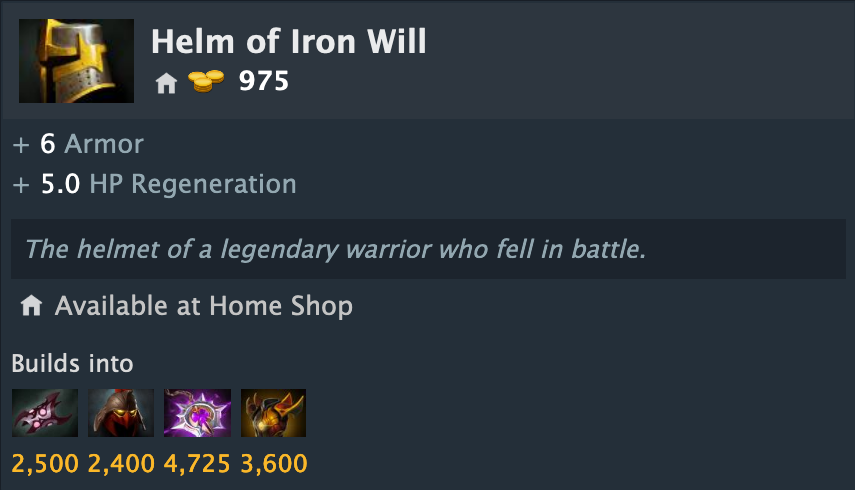 Helm of Iron Will
975
+ 6 Armor
+ 5.0 HP Regeneration
The helmet of a legendary warrior who fell in battle.
Available at Home Shop
Builds into
2,500 2,400 4,725 3,600